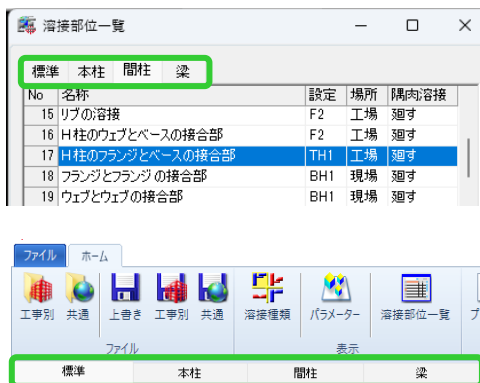 溶接部位一覧
標準 本柱 間柱 梁
No 名称 設定 場所 隅肉溶接
15 リブの溶接 F2 工場 廻す
16 H柱のウェブとベースの接合部 F2 工場 廻す
17 H柱のフランジとベースの接合部 TH1 工場 廻す
18 フランジとフランジの接合部 BH1 現場 廻す
19 ウェブとウェブの接合部 BH1 現場 廻す
ファイル ホーム
工事別 共通 上書き 工事別 共通 溶接種類 パラメーター 溶接部位一覧
ファイル 表示
標準 本柱 間柱 梁